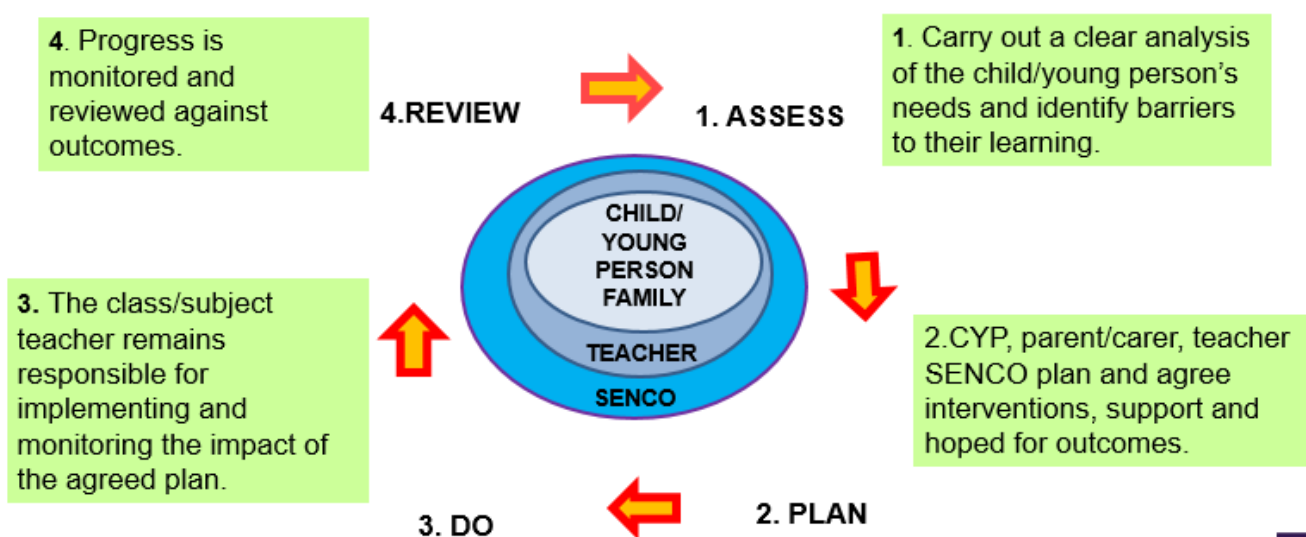 4. Progress is
monitored and
reviewed against
outcomes.
4.REVIEW
1. ASSESS
1. Carry out a clear analysis
of the child/young person's
needs and identify barriers
to their learning.
CHILD/
YOUNG
PERSON
FAMILY
TEACHER
SENCO
2.CYP, parent/carer, teacher
SENCO plan and agree
interventions, support and
hoped for outcomes.
3. The class/subject
teacher remains
responsible for
implementing and
monitoring the impact of
the agreed plan.
3. DO
2. PLAN